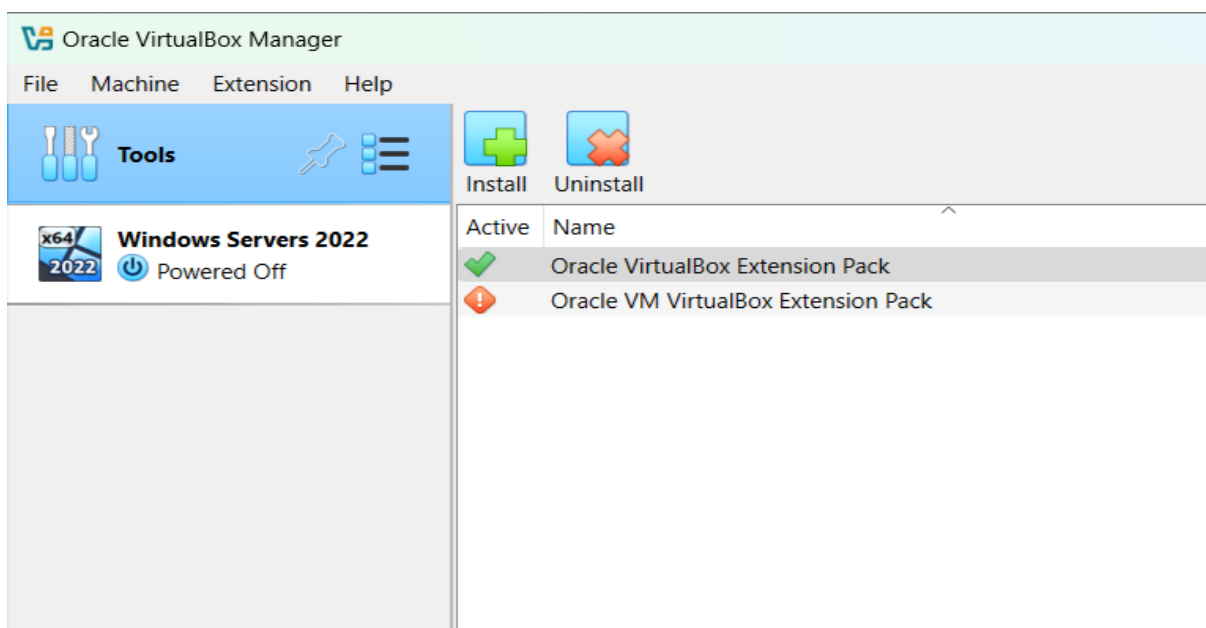 Oracle VirtualBox Manager
File Machine Extension Help
Tools
Install Uninstall
Active Name
x64
2022
Windows Servers 2022
Powered Off
Oracle VirtualBox Extension Pack
Oracle VM VirtualBox Extension Pack